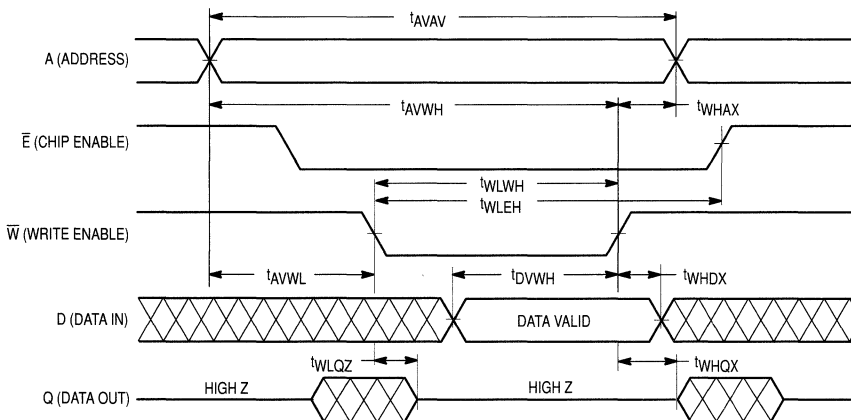 tAVAV
A (ADDRESS)
tAVWH
tWHAX
E (CHIP ENABLE)
tWLWH
tWLEH
W (WRITE ENABLE)
tAVWL
tDVWH
tWHDX
D (DATA IN)
DATA VALID
tWLQZ
tWHQX
Q (DATA OUT)
HIGH Z
HIGH Z